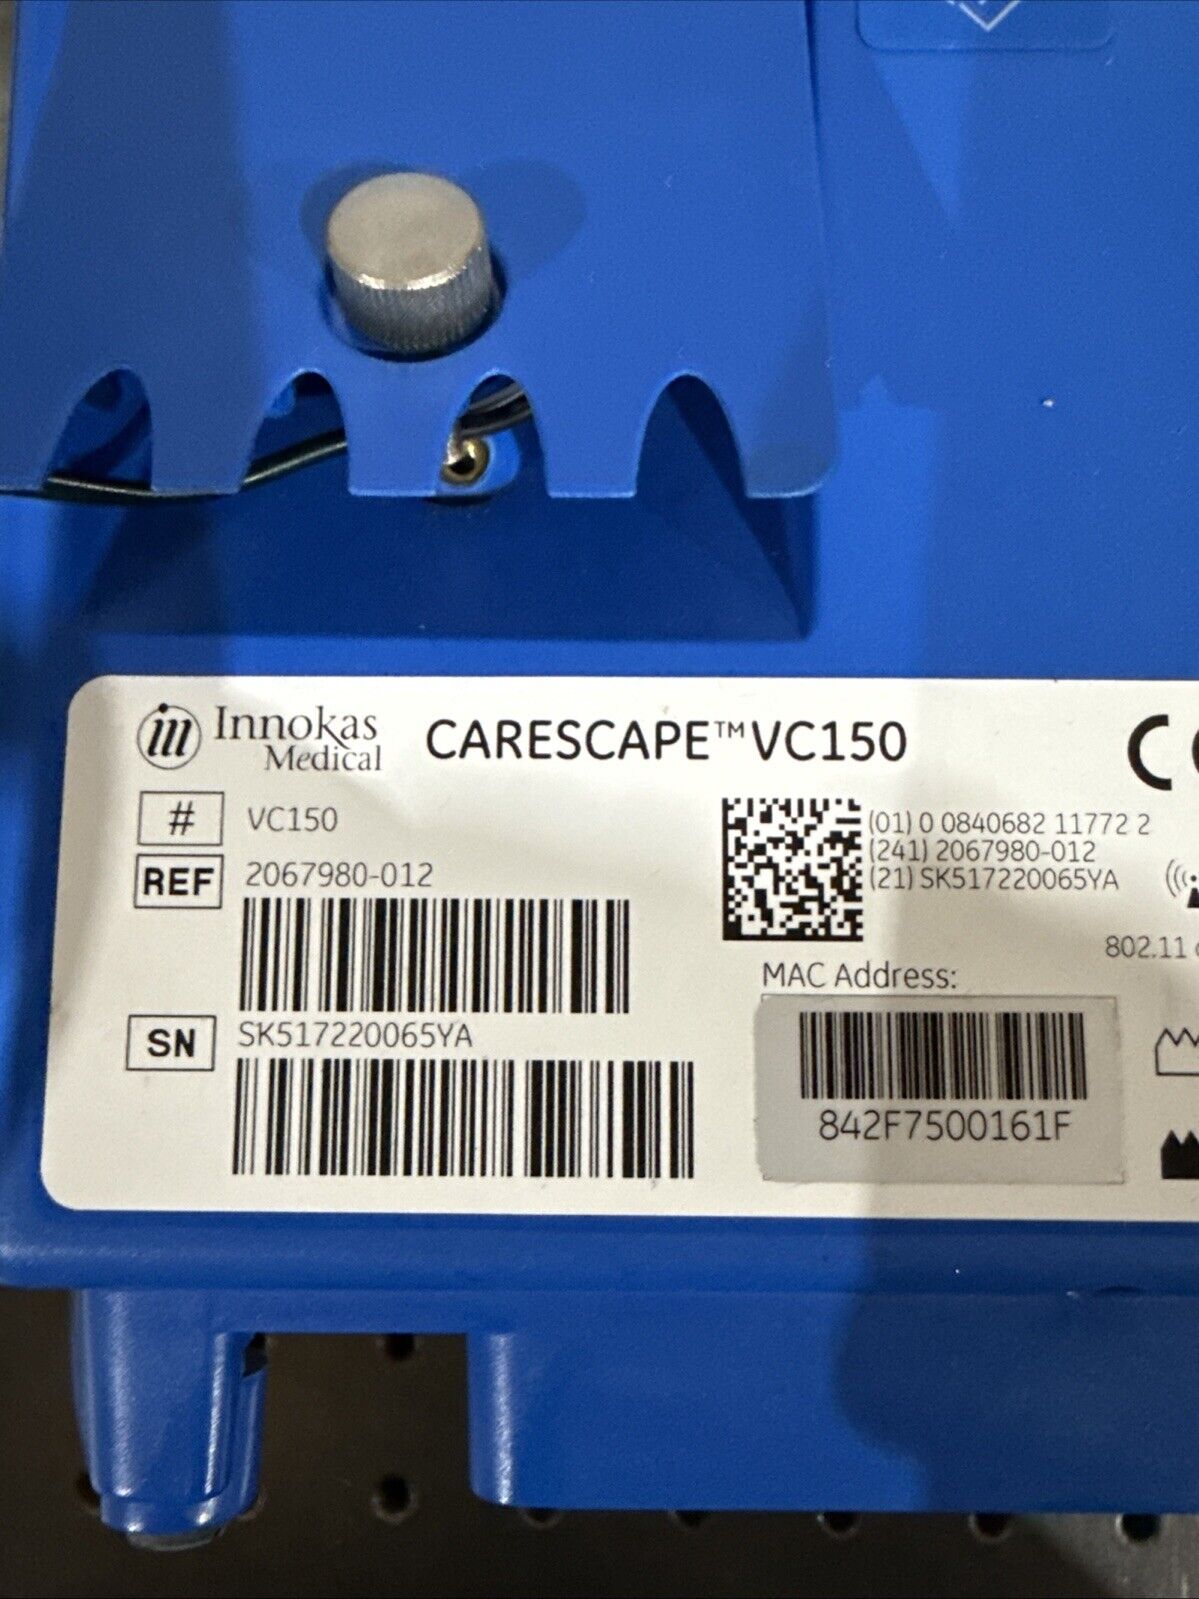 Innokas
Medical
CARESCAPE™ VC150
# VC150
REF 2067980-012
SN SK517220065YA
(01) 0 0840682 11772 2
(241) 2067980-012
(21) SK517220065YA
802.11
MAC Address:
842F7500161F